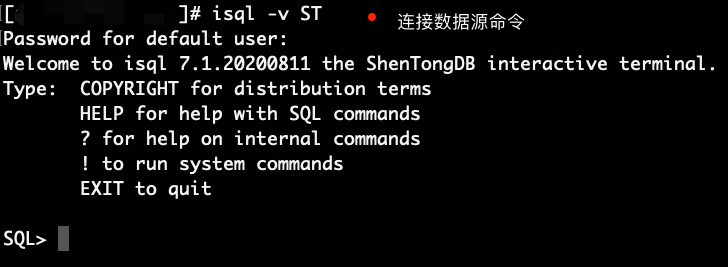 [ ]# isql -v ST • 连接数据源命令
Password for default user:
Welcome to isql 7.1.20200811 the ShenTongDB interactive terminal.
Type: COPYRIGHT for distribution terms
HELP for help with SQL commands
? for help on internal commands
! to run system commands
EXIT to quit
SQL>